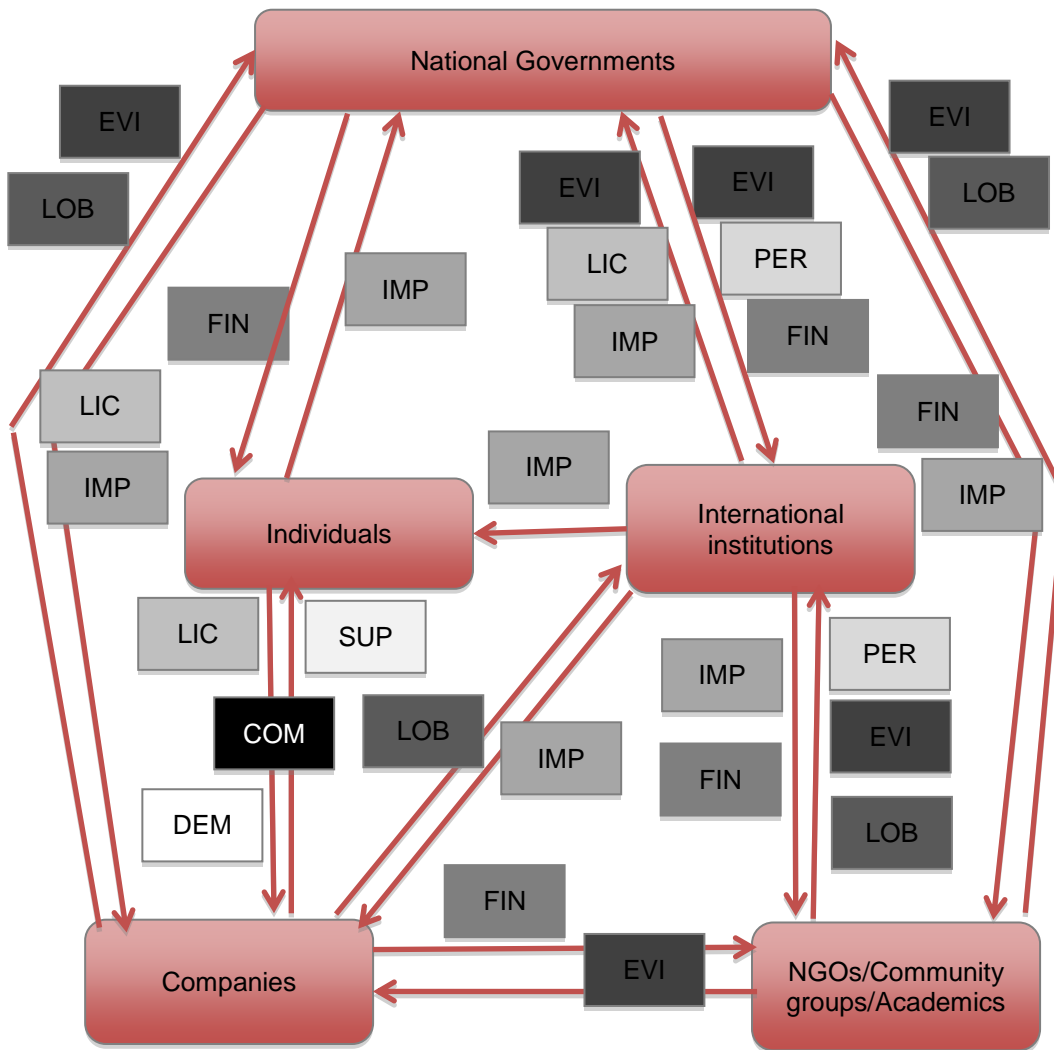 National Governments
EVI
EVI
LOB
LOB
EVI
EVI
LIC
PER
IMP
FIN
IMP
FIN
LIC
FIN
IMP
IMP
IMP
Individuals
International
institutions
LIC
SUP
PER
IMP
COM
LOB
IMP
EVI
FIN
DEM
LOB
FIN
EVI
Companies
NGOs/Community
groups/Academics